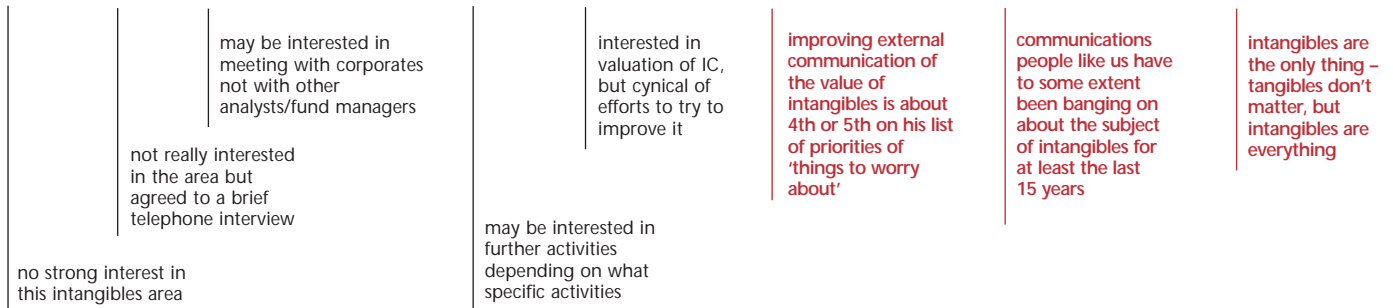 no strong interest in
this intangibles area
not really interested
in the area but
agreed to a brief
telephone interview
may be interested in
meeting with corporates
not with other
analysts/fund managers
may be interested in
further activities
depending on what
specific activities
interested in
valuation of IC,
but cynical of
efforts to try to
improve it
improving external
communication of
the value of
intangibles is about
4th or 5th on his list
of priorities of
‘things to worry
about’
communications
people like us have
to some extent
been banging on
about the subject
of intangibles for
at least the last
15 years
intangibles are
the only thing –
tangibles don't
matter, but
intangibles are
everything